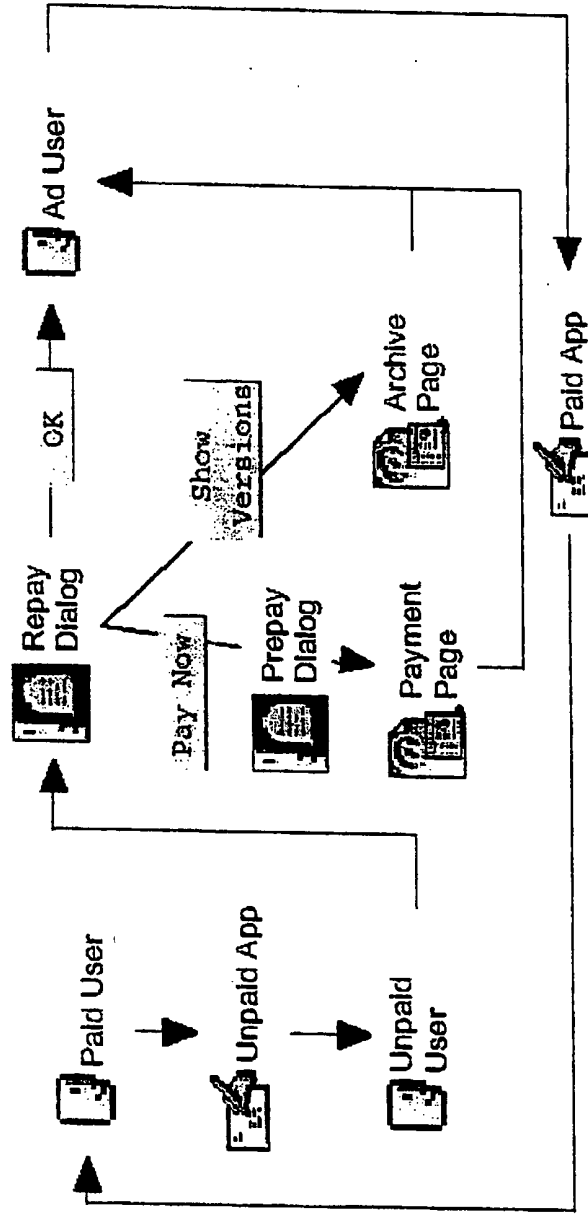 Paid User
Unpaid App
Unpaid
User
Repay
Dialog
OK
Ad User
Pay Now
Show
Versions
Prepay
Dialog
Payment
Page
Archive
Page
Paid App